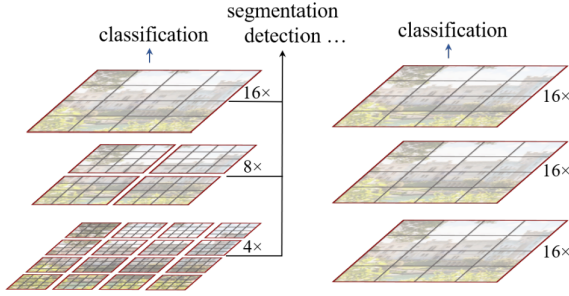 segmentation
classification
detection ...
classification
16×
16×
8×
16×
4×
16×